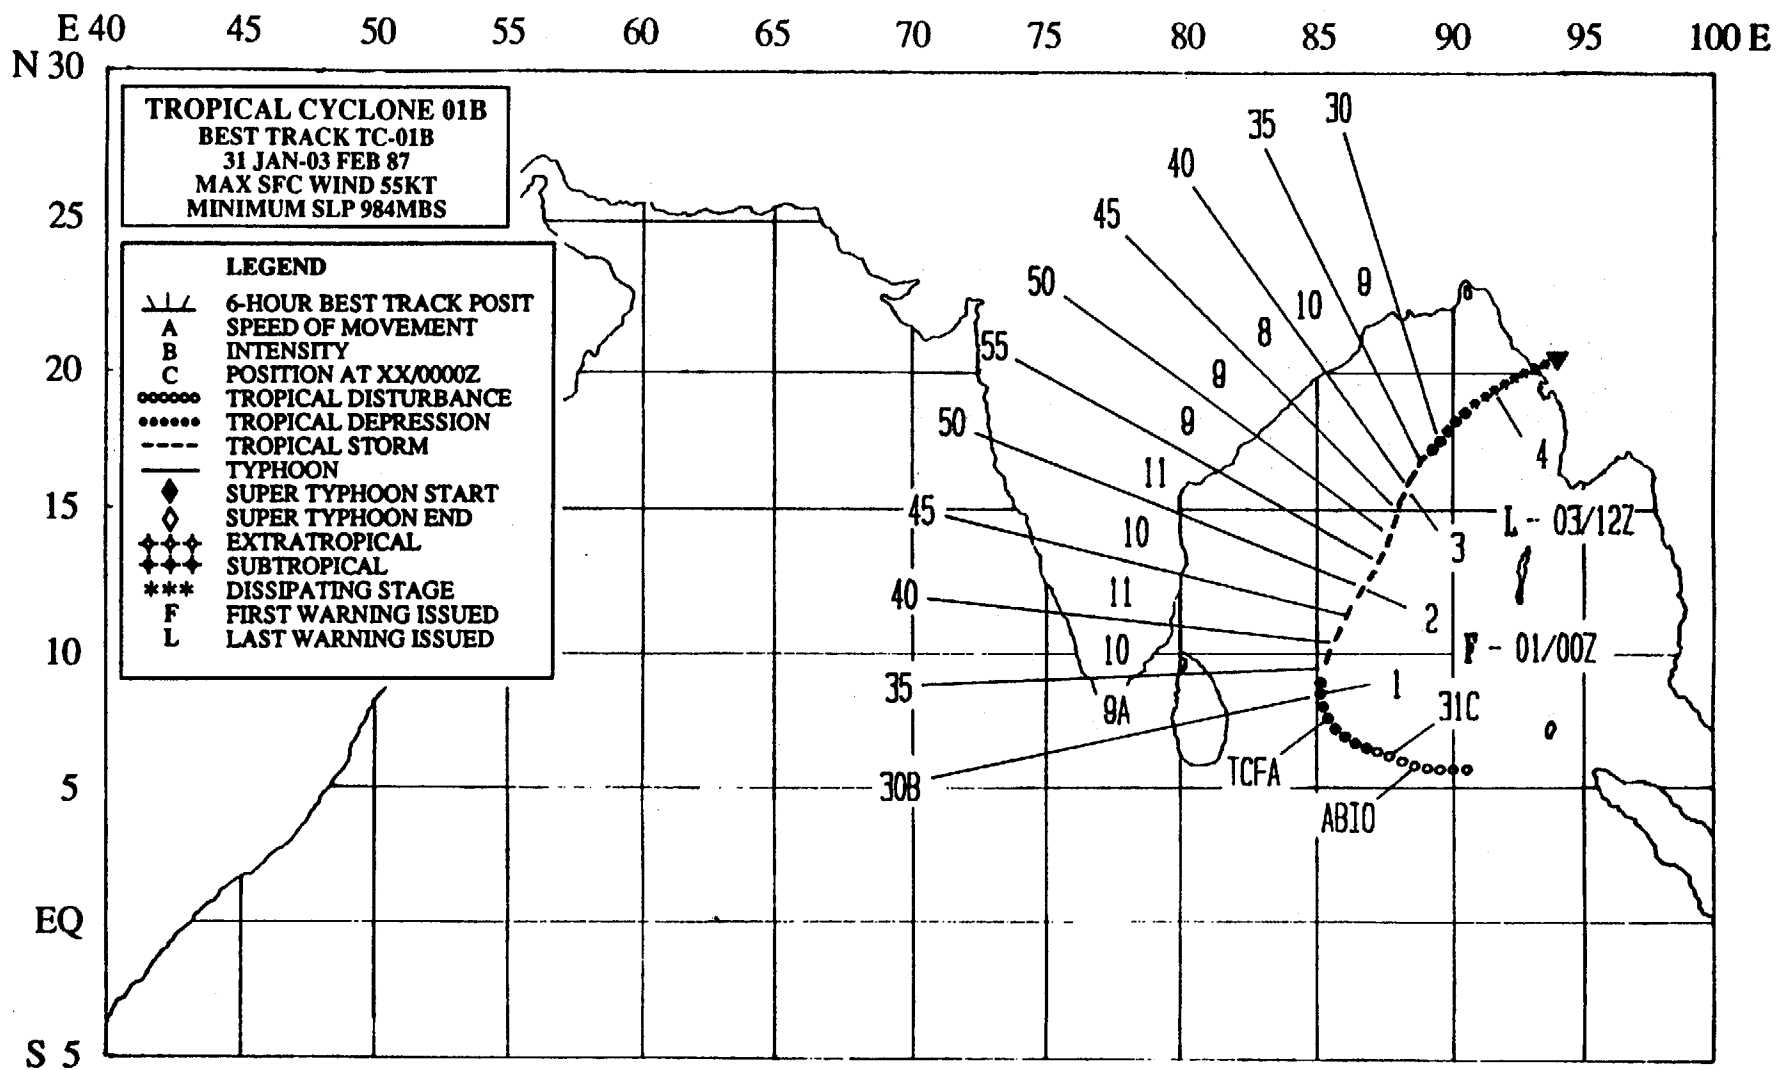 E 40 45 50 55 60 65 70 75 80 85 90 95 100 E
N 30
25
20
15
10
5
EQ
S 5
TROPICAL CYCLONE 01B
BEST TRACK TC-01B
31 JAN-03 FEB 87
MAX SFC WIND 55KT
MINIMUM SLP 984MBS
LEGEND
6-HOUR BEST TRACK POSIT
A SPEED OF MOVEMENT
B INTENSITY
C POSITION AT XX/0000Z
TROPICAL DISTURBANCE
TROPICAL DEPRESSION
TROPICAL STORM
TYPHOON
SUPER TYPHOON START
SUPER TYPHOON END
EXTRATROPICAL
SUBTROPICAL
*** DISSIPATING STAGE
F FIRST WARNING ISSUED
L LAST WARNING ISSUED
30
35
40
45
50
55
50
45
40
35
30B
9
10
8
9
9
11
10
11
10
9A
4
L - 03/12Z
3
2
F - 01/00Z
1
31C
TCFA
ABIO